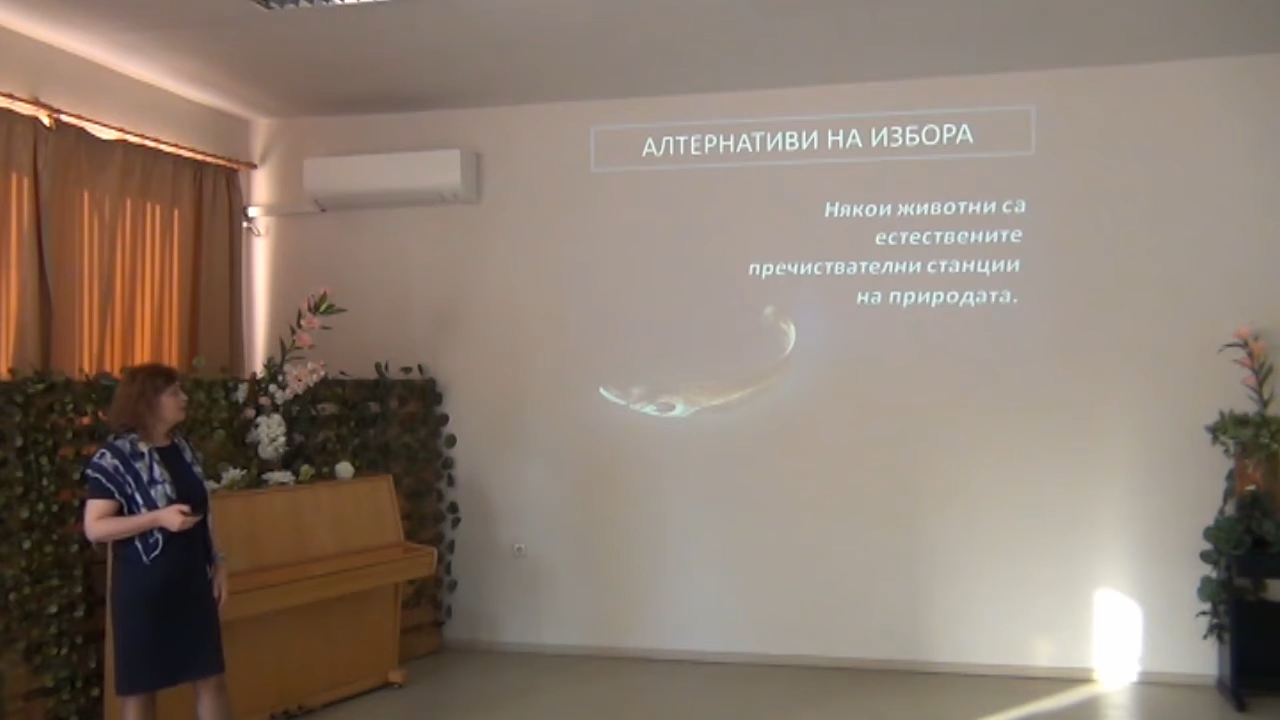 АЛТЕРНАТИВИ НА ИЗБОРА
Някои животни са
естествените
пречиствателни станции
на природата.